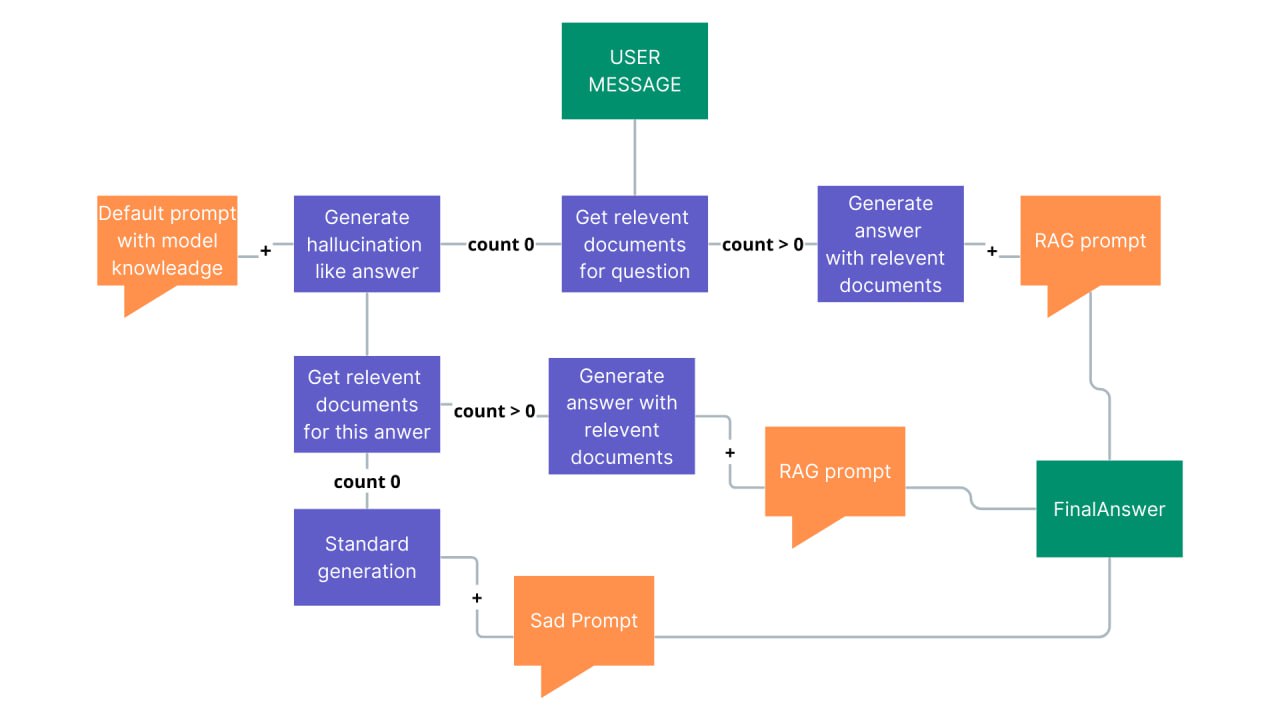 USER
MESSAGE
Default prompt
with model
knowleadge
+
Generate
hallucination
like answer
count 0
Get relevent
documents
for question
count > 0
Generate
answer
with relevent
documents
+
RAG prompt
Get relevent
documents
for this anwer
count > 0
Generate
answer with
relevent
documents
+
RAG prompt
FinalAnswer
count 0
Standard
generation
+
Sad Prompt